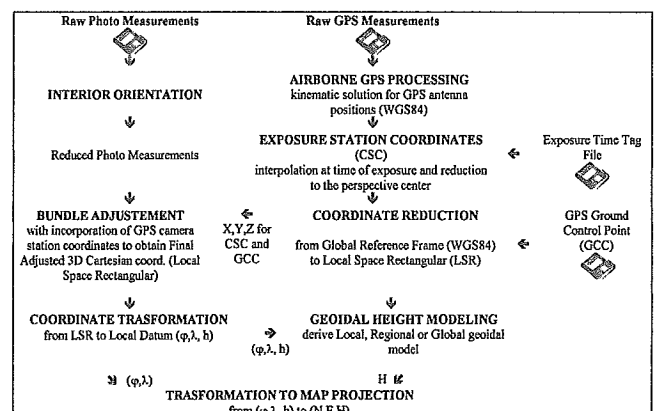 Raw Photo Measurements
Raw GPS Measurements
INTERIOR ORIENTATION
AIRBORNE GPS PROCESSING
kinematic solution for GPS antenna
positions (WGS84)
Reduced Photo Measurements
EXPOSURE STATION COORDINATES
(CSC)
interpolation at time of exposure and reduction
to the perspective center
Exposure Time Tag
File
BUNDLE ADJUSTEMENT
with incorporation of GPS camera
station coordinates to obtain Final
Adjusted 3D Cartesian coord. (Local
Space Rectangular)
X,Y,Z for
CSC and
GCC
COORDINATE REDUCTION
from Global Reference Frame (WGS84)
to Local Space Rectangular (LSR)
GPS Ground
Control Point
(GCC)
COORDINATE TRASFORMATION
from LSR to Local Datum (φ,λ, h)
(φ,λ, h)
GEOIDAL HEIGHT MODELING
derive Local, Regional or Global geoidal
model
(φ,λ)
H
TRASFORMATION TO MAP PROJECTION
from (φ,λ, h) to (N,E,H)